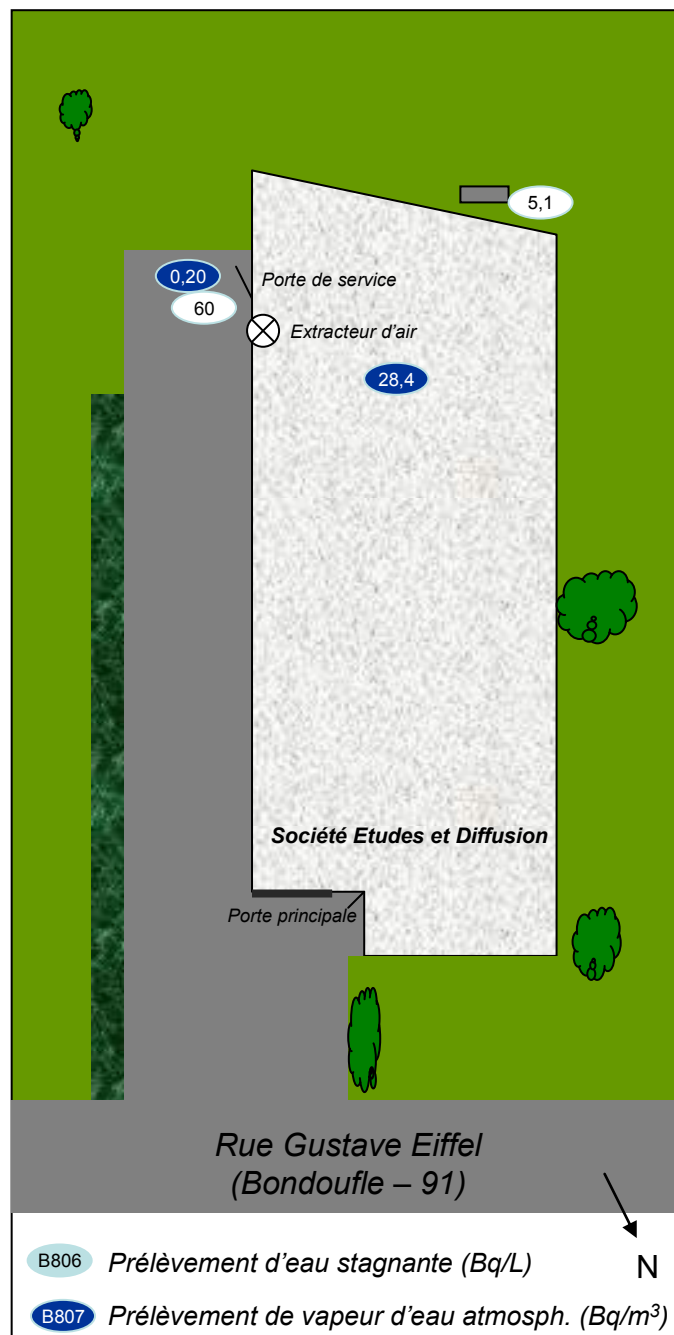 5,1
0,20
Porte de service
60
Extracteur d'air
28,4
Société Etudes et Diffusion
Porte principale
Rue Gustave Eiffel
(Bondoufle – 91)
N
B806 Prélèvement d'eau stagnante (Bq/L)
B807 Prélèvement de vapeur d'eau atmosph. (Bq/m³)